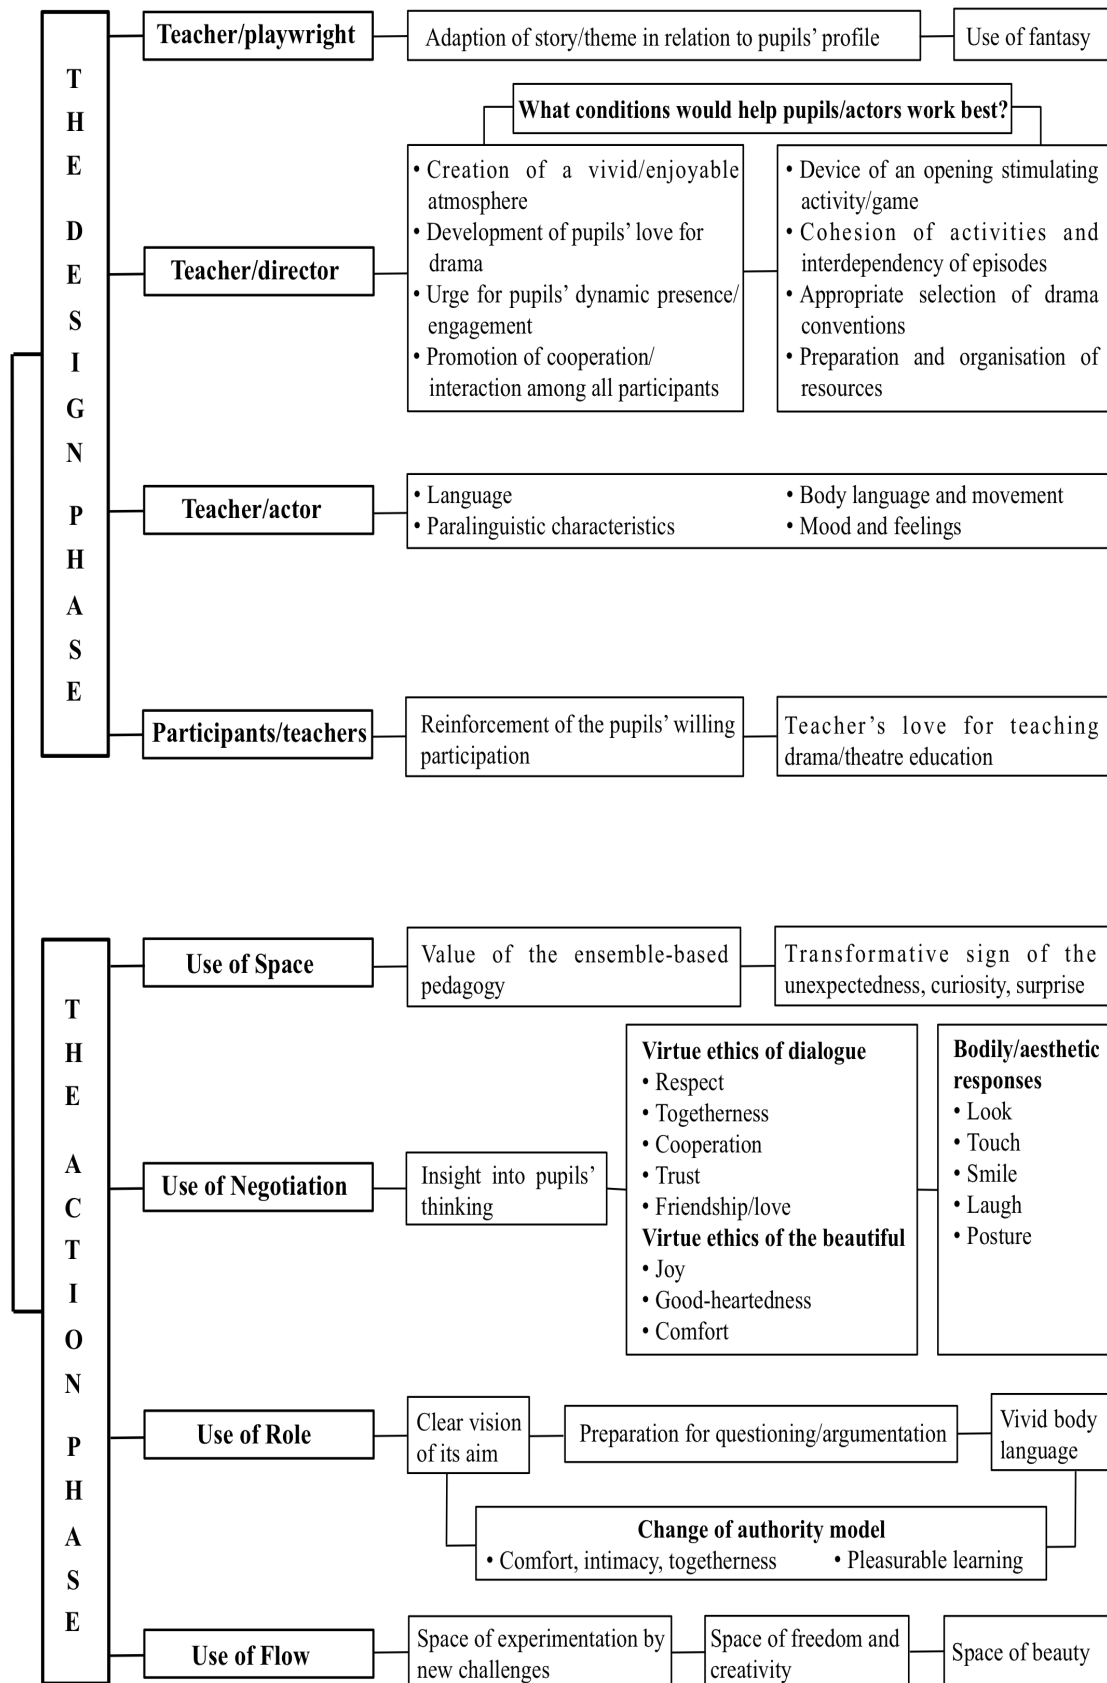 THE DESIGN PHASE
Teacher/playwright
Adaption of story/theme in relation to pupils’ profile
Use of fantasy
What conditions would help pupils/actors work best?
Teacher/director
• Creation of a vivid/enjoyable
atmosphere
• Development of pupils’ love for
drama
• Urge for pupils’ dynamic presence/
engagement
• Promotion of cooperation/
interaction among all participants
• Device of an opening stimulating
activity/game
• Cohesion of activities and
interdependency of episodes
• Appropriate selection of drama
conventions
• Preparation and organisation of
resources
Teacher/actor
• Language
• Paralinguistic characteristics
• Body language and movement
• Mood and feelings
Participants/teachers
Reinforcement of the pupils’ willing
participation
Teacher’s love for teaching
drama/theatre education
THE ACTION PHASE
Use of Space
Value of the ensemble-based
pedagogy
Transformative sign of the
unexpectedness, curiosity, surprise
Use of Negotiation
Insight into pupils’
thinking
Virtue ethics of dialogue
• Respect
• Togetherness
• Cooperation
• Trust
• Friendship/love
Virtue ethics of the beautiful
• Joy
• Good-heartedness
• Comfort
Bodily/aesthetic
responses
• Look
• Touch
• Smile
• Laugh
• Posture
Use of Role
Clear vision
of its aim
Preparation for questioning/argumentation
Vivid body
language
Change of authority model
• Comfort, intimacy, togetherness
• Pleasurable learning
Use of Flow
Space of experimentation by
new challenges
Space of freedom and
creativity
Space of beauty